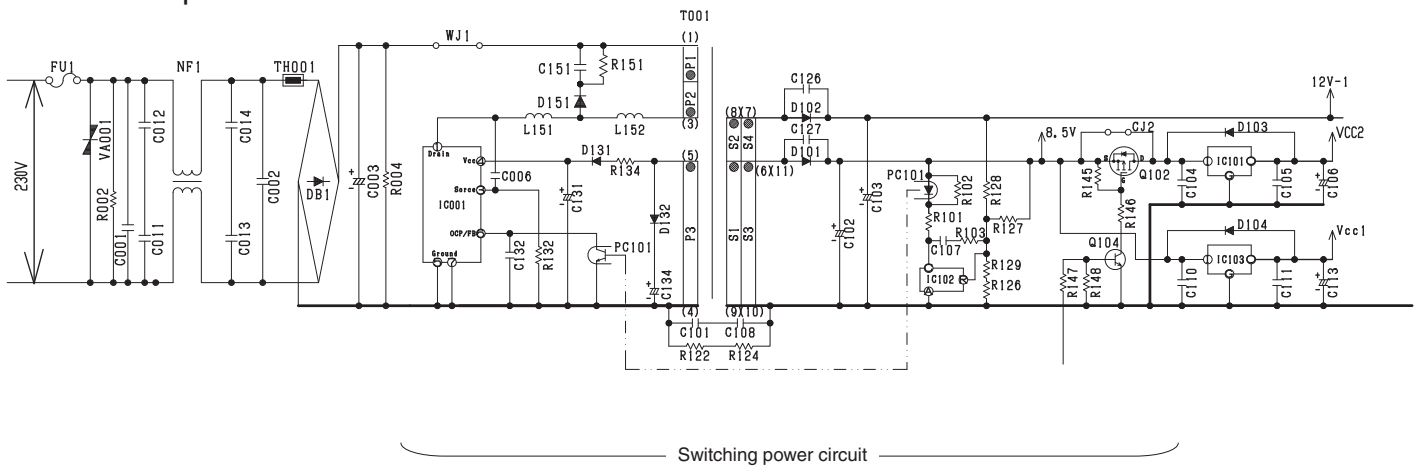 T001
(1)
WJ1
FU1
NF1
TH001
C151
R151
P1
C126
12V-1
P2
D151
D102
(3)
(8)(7)
L151
L152
C127
8.5V
CJ2
D103
VCC2
S2
S4
Drain
D131
(5)
D101
S
D
Vcc
(6)(11)
IC101
Q102
R134
PC101
G
230V
VA001
R002
C001
C012
C011
C014
C013
C002
DB1
C003
R004
C006
C131
Sorce
IC001
D132
P3
S1
S3
C102
C103
R102
R128
R145
R146
C104
C105
C106
R101
R127
R103
D104
Vcc1
OCP/FB
PC101
C107
Q104
IC103
Ground
C132
R132
C134
IC102
R129
R126
R147
R148
C110
C111
C113
(4)
(9)(10)
C101
C108
R122
R124
Switching power circuit